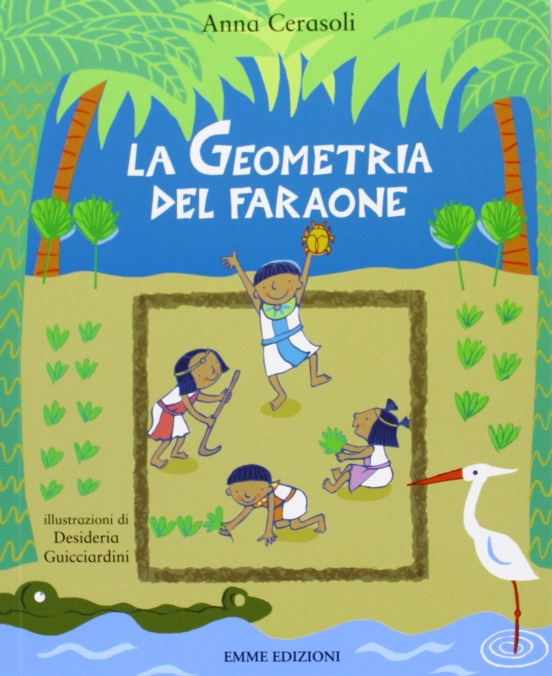 Anna Cerasoli
LA GEOMETRIA
DEL FARAONE
illustrazioni di
Desideria
Guicciardini
EMME EDIZIONI